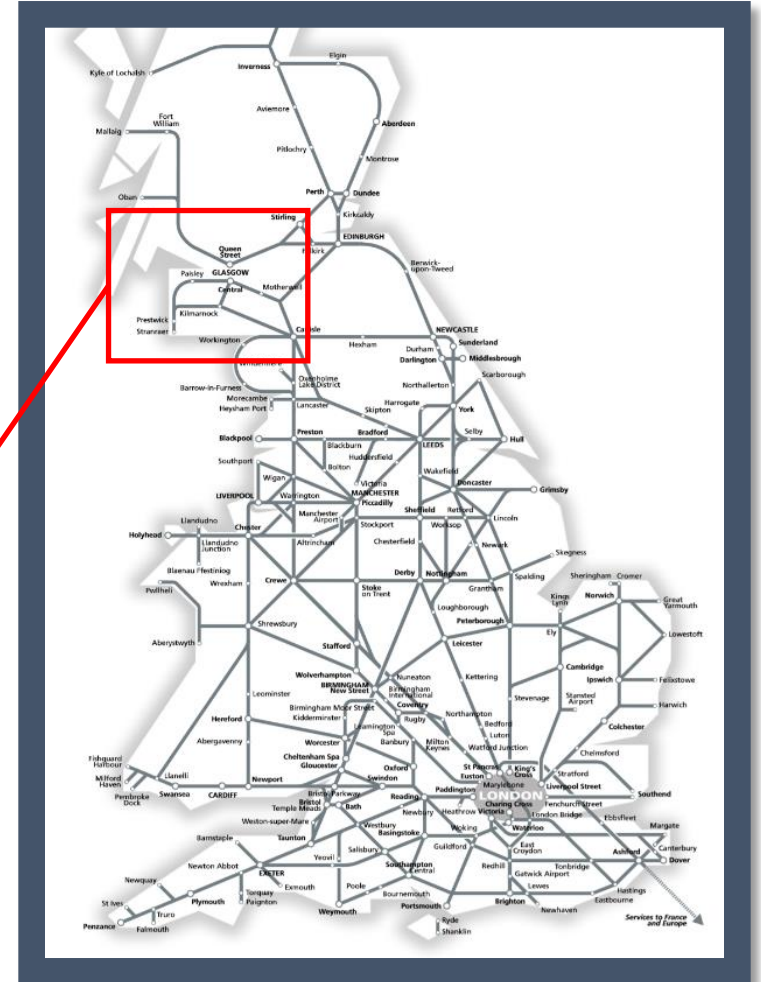 Elgin
Inverness
Kyle of Lochalsh
Aviemore
Fort
William
Aberdeen
Mallaig
Pitlochry
Montrose
Perth
Dundee
Oban
Stirling
Kirkcaldy
EDINBURGH
Queen
Street
Berwick-
upon-Tweed
Paisley
GLASGOW
Central
Motherwell
Kilmarnock
Prestwick
Stranraer
Carlisle
NEWCASTLE
Workington
Hexham
Sunderland
Durham
Darlington
Middlesbrough
Oxenholme
Lake District
Scarborough
Barrow-in-Furness
Northallerton
Morecambe
Heysham Port
Lancaster
Harrogate
York
Skipton
Blackpool
Preston
Bradford
Selby
Hull
Blackburn
LEEDS
Southport
Huddersfield
Bolton
Wakefield
Wigan
Victoria
Doncaster
Grimsby
LIVERPOOL
Warrington
MANCHESTER
Piccadilly
Manchester
Airport
Sheffield
Retford
Llandudno
Lincoln
Chester
Stockport
Worksop
Holyhead
Llandudno
Junction
Altrincham
Chesterfield
Newark
Skegness
Blaenau Ffestiniog
Derby
Nottingham
Pwllheli
Wrexham
Crewe
Stoke
on Trent
Grantham
Spalding
Sheringham
Cromer
Kings
Lynn
Norwich
Great
Yarmouth
Loughborough
Peterborough
Shrewsbury
Ely
Lowestoft
Aberystwyth
Stafford
Leicester
Wolverhampton
Cambridge
BIRMINGHAM
New Street
Nuneaton
Kettering
Ipswich
Felixstowe
Birmingham
International
Leominster
Stevenage
Stansted
Airport
Birmingham Moor Street
Coventry
Harwich
Kidderminster
Rugby
Northampton
Hereford
Leamington
Spa
Bedford
Colchester
Worcester
Banbury
Milton
Keynes
Luton
Abergavenny
Watford Junction
Chelmsford
Cheltenham Spa
Gloucester
Oxford
St Pancras
Euston
King's
Cross
Fishguard
Harbour
Stratford
Llanelli
Newport
Swindon
Marylebone
Liverpool Street
Milford
Haven
Paddington
LONDON
Southend
Pembroke
Dock
Swansea
CARDIFF
Bristol Parkway
Reading
Charing Cross
Fenchurch Street
Bristol
Temple Meads
Bath
Newbury
Heathrow
Victoria
London Bridge
Ebbsfleet
Weston-super-Mare
Waterloo
Margate
Barnstaple
Westbury
Basingstoke
Woking
Taunton
East
Croydon
Canterbury
Salisbury
Guildford
Ashford
Dover
Newton Abbot
Yeovil
Southampton
Central
Redhill
Tonbridge
EXETER
Gatwick Airport
Newquay
Exmouth
Poole
Hastings
Torquay
Paignton
Bournemouth
Lewes
Eastbourne
St Ives
Plymouth
Portsmouth
Brighton
Newhaven
Truro
Weymouth
Penzance
Falmouth
Ryde
Shanklin
Services to France
and Europe